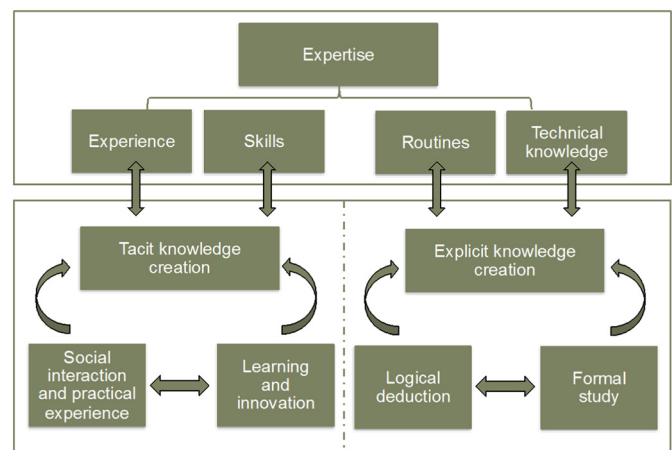 Expertise
Experience
Skills
Routines
Technical
knowledge
Tacit knowledge
creation
Explicit knowledge
creation
Social
interaction
and practical
experience
Learning
and
innovation
Logical
deduction
Formal
study